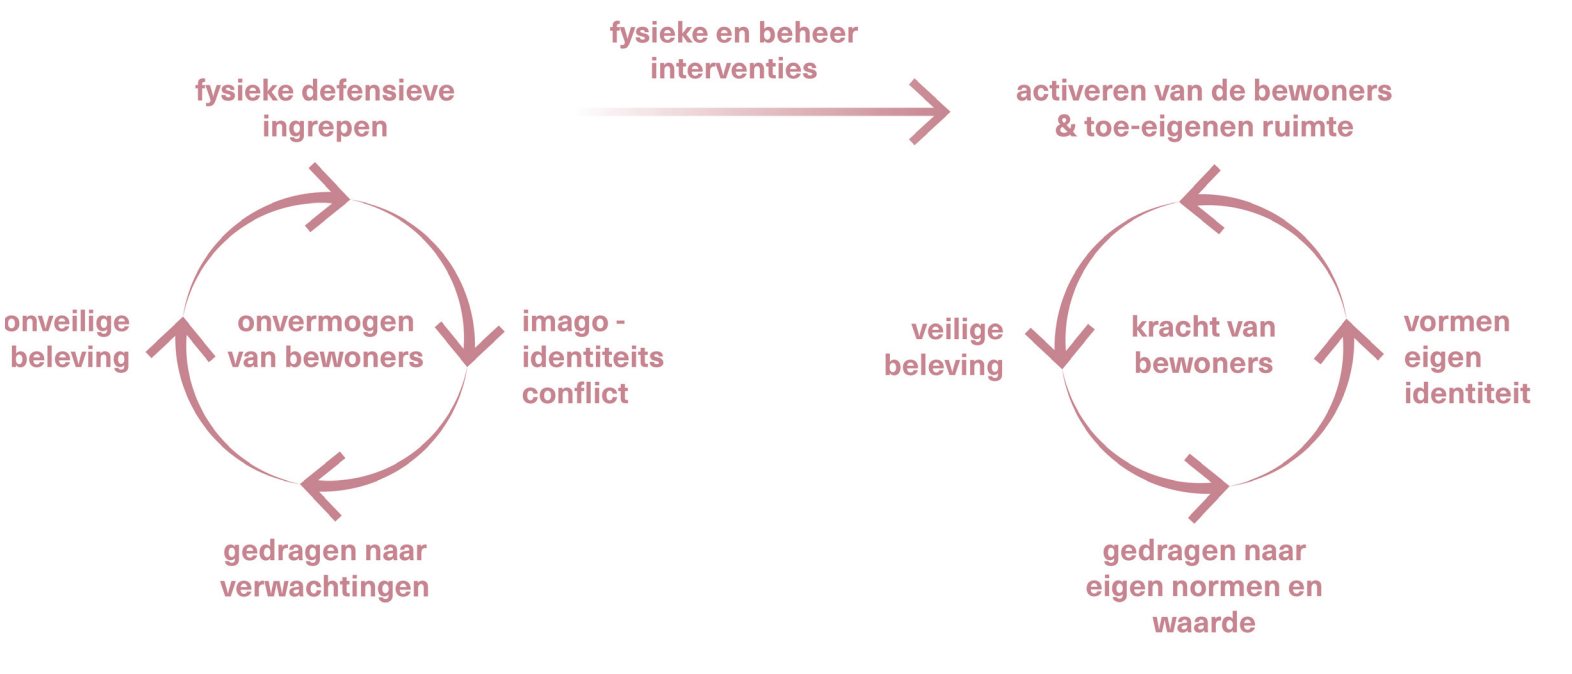 fysieke en beheer
interventies
fysieke defensieve
ingrepen
onveilige
beleving
onvermogen
van bewoners
imago -
identiteits
conflict
gedragen naar
verwachtingen
activeren van de bewoners
& toe-eigenen ruimte
veilige
beleving
kracht van
bewoners
vormen
eigen
identiteit
gedragen naar
eigen normen en
waarde